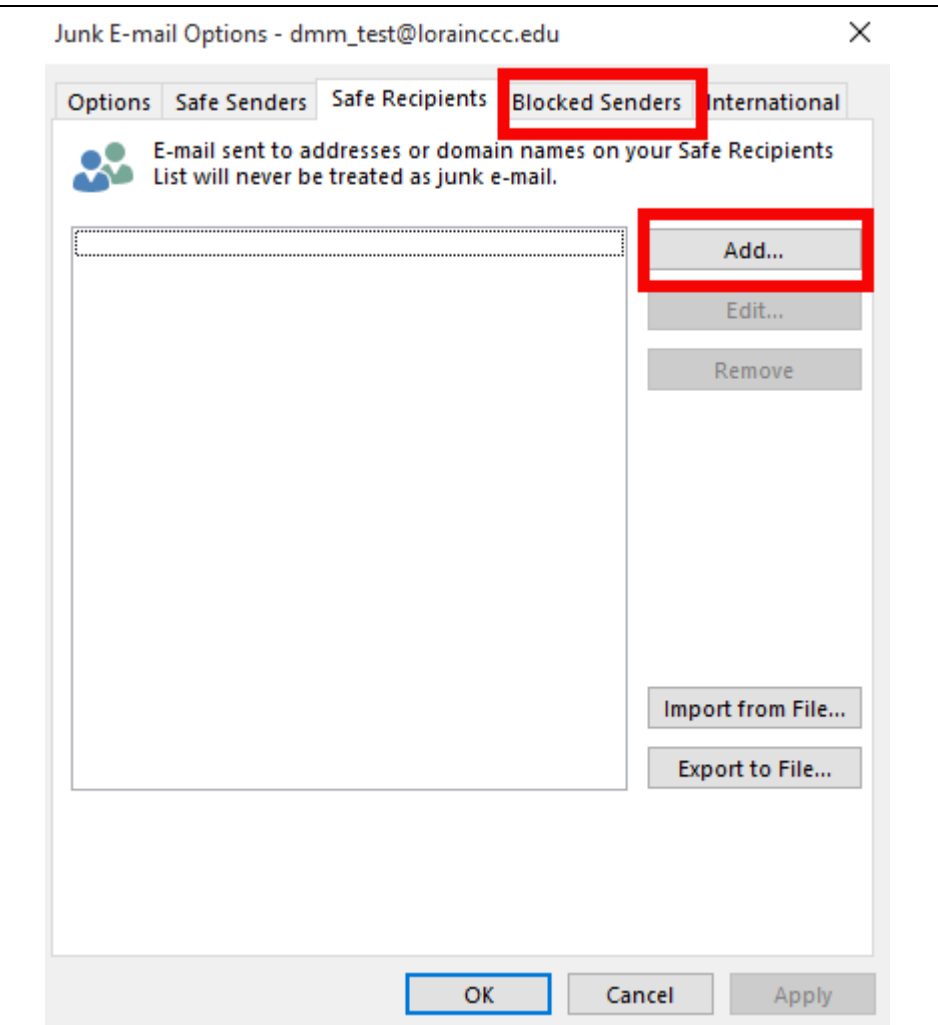 Junk E-mail Options - dmm_test@lorainccc.edu
Options Safe Senders Safe Recipients Blocked Senders International
E-mail sent to addresses or domain names on your Safe Recipients
List will never be treated as junk e-mail.
Add...
Edit...
Remove
Import from File...
Export to File...
OK Cancel Apply